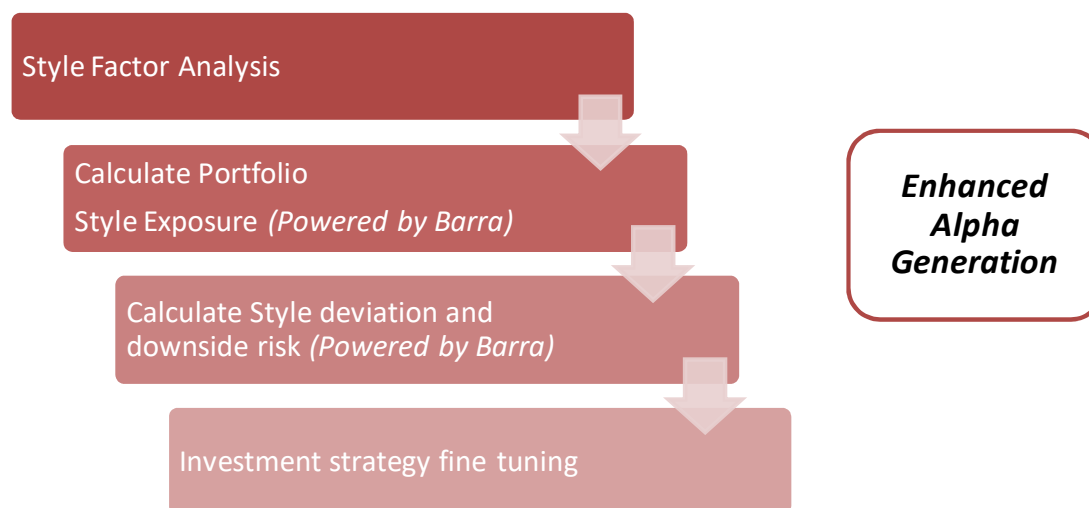 Style Factor Analysis
Calculate Portfolio
Style Exposure (Powered by Barra)
Calculate Style deviation and
downside risk (Powered by Barra)
Investment strategy fine tuning
Enhanced
Alpha
Generation